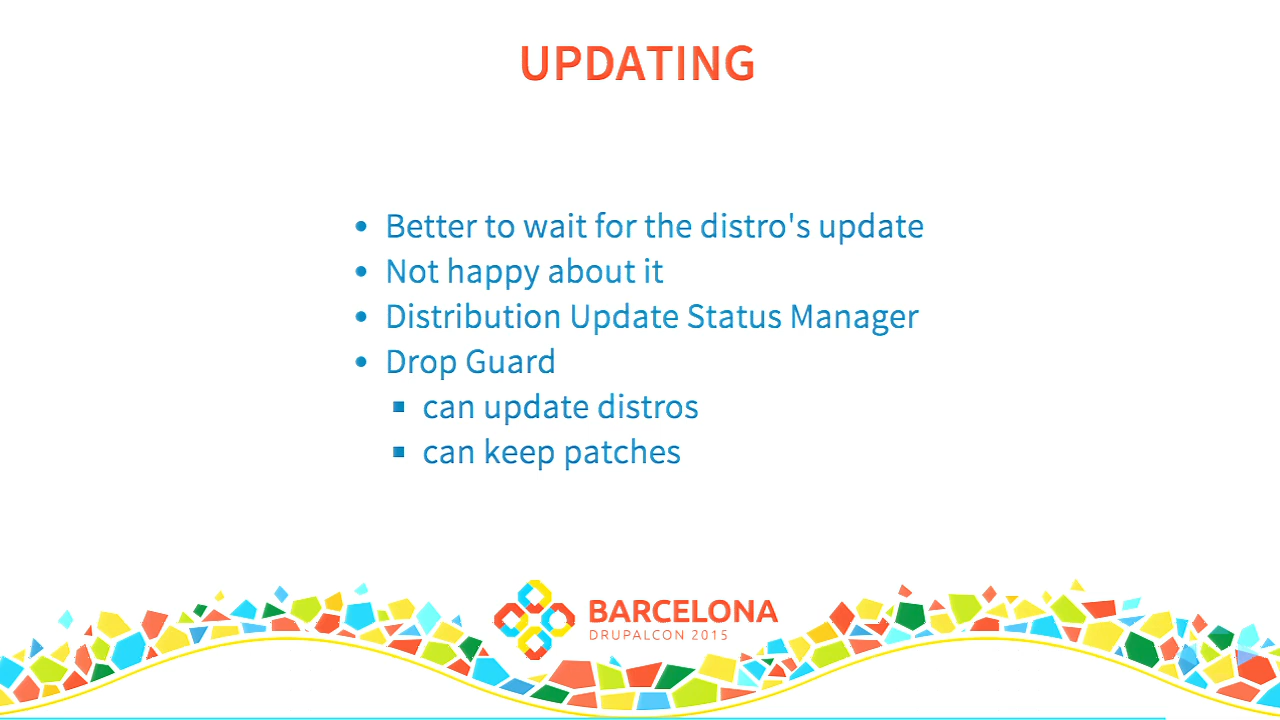 UPDATING
Better to wait for the distro's update
Not happy about it
Distribution Update Status Manager
Drop Guard
can update distros
can keep patches
BARCELONA
DRUPALCON 2015